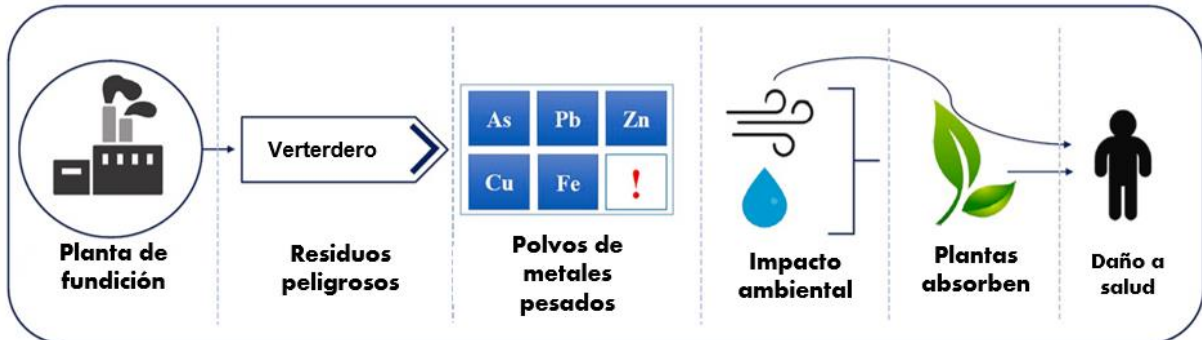 Planta de
fundición
Verterdero
Residuos
peligrosos
As Pb Zn
Cu Fe !
Polvos de
metales
pesados
Impacto
ambiental
Plantas
absorben
Daño a
salud